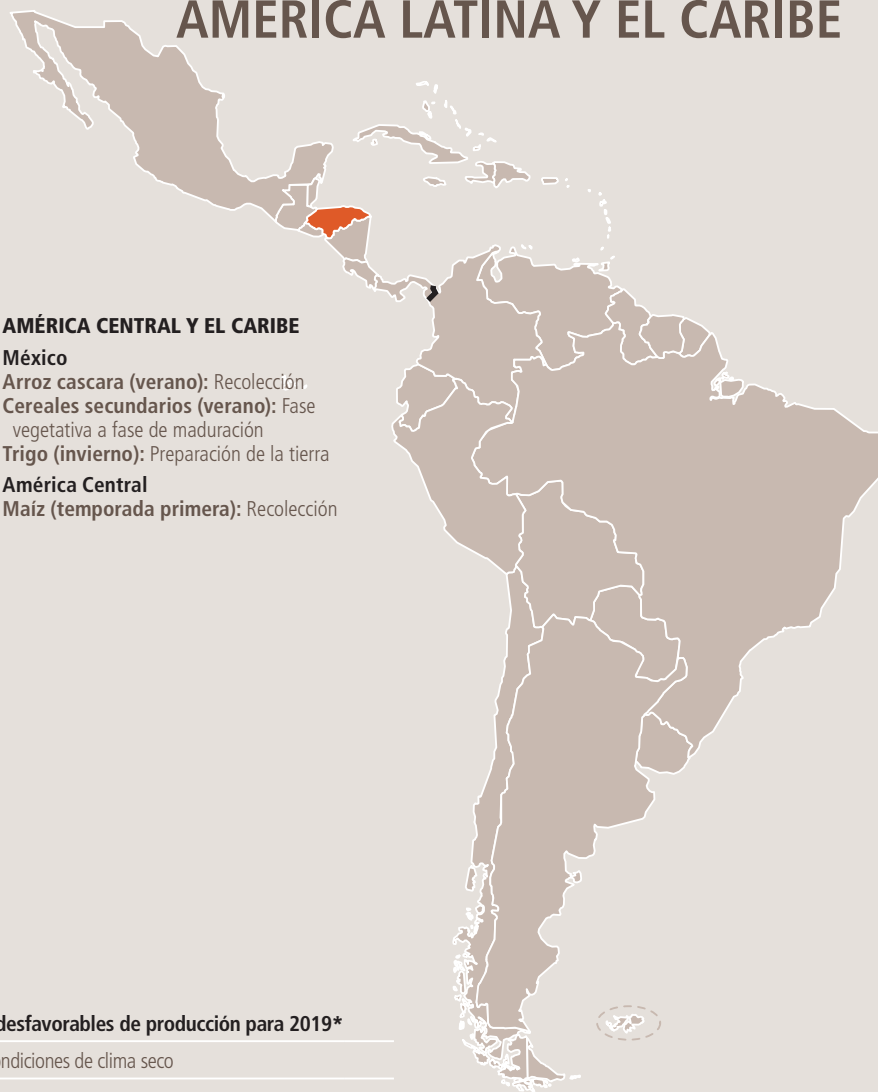 AMÉRICA LATINA Y EL CARIBE
AMÉRICA CENTRAL Y EL CARIBE
México
Arroz cascara (verano): Recolección
Cereales secundarios (verano): Fase
vegetativa a fase de maduración
Trigo (invierno): Preparación de la tierra
América Central
Maíz (temporada primera): Recolección
desfavorables de producción para 2019*
ondiciones de clima seco